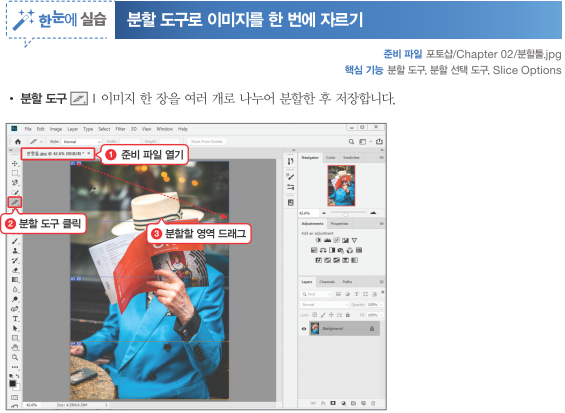 한눈에 실습 분할 도구로 이미지를 한 번에 자르기
준비 파일 포토샵/Chapter 02/분할툴.jpg
핵심 기능 분할 도구, 분할 선택 도구, Slice Options
• 분할 도구 | 이미지 한 장을 여러 개로 나누어 분할한 후 저장합니다.
Ps File Edit Image Layer Type Select Filter 3D View Window Help
Style: Normal
분할툴.jpg @ 42.6% (RGB/8) *
1 준비 파일 열기
2 분할 도구 클릭
3 분할할 영역 드래그
Navigator Color Swatches
42.6%
Adjustments Properties
Add an adjustment
Layers Channels Paths
Normal Opacity: 100%
100%
Background
42.6%